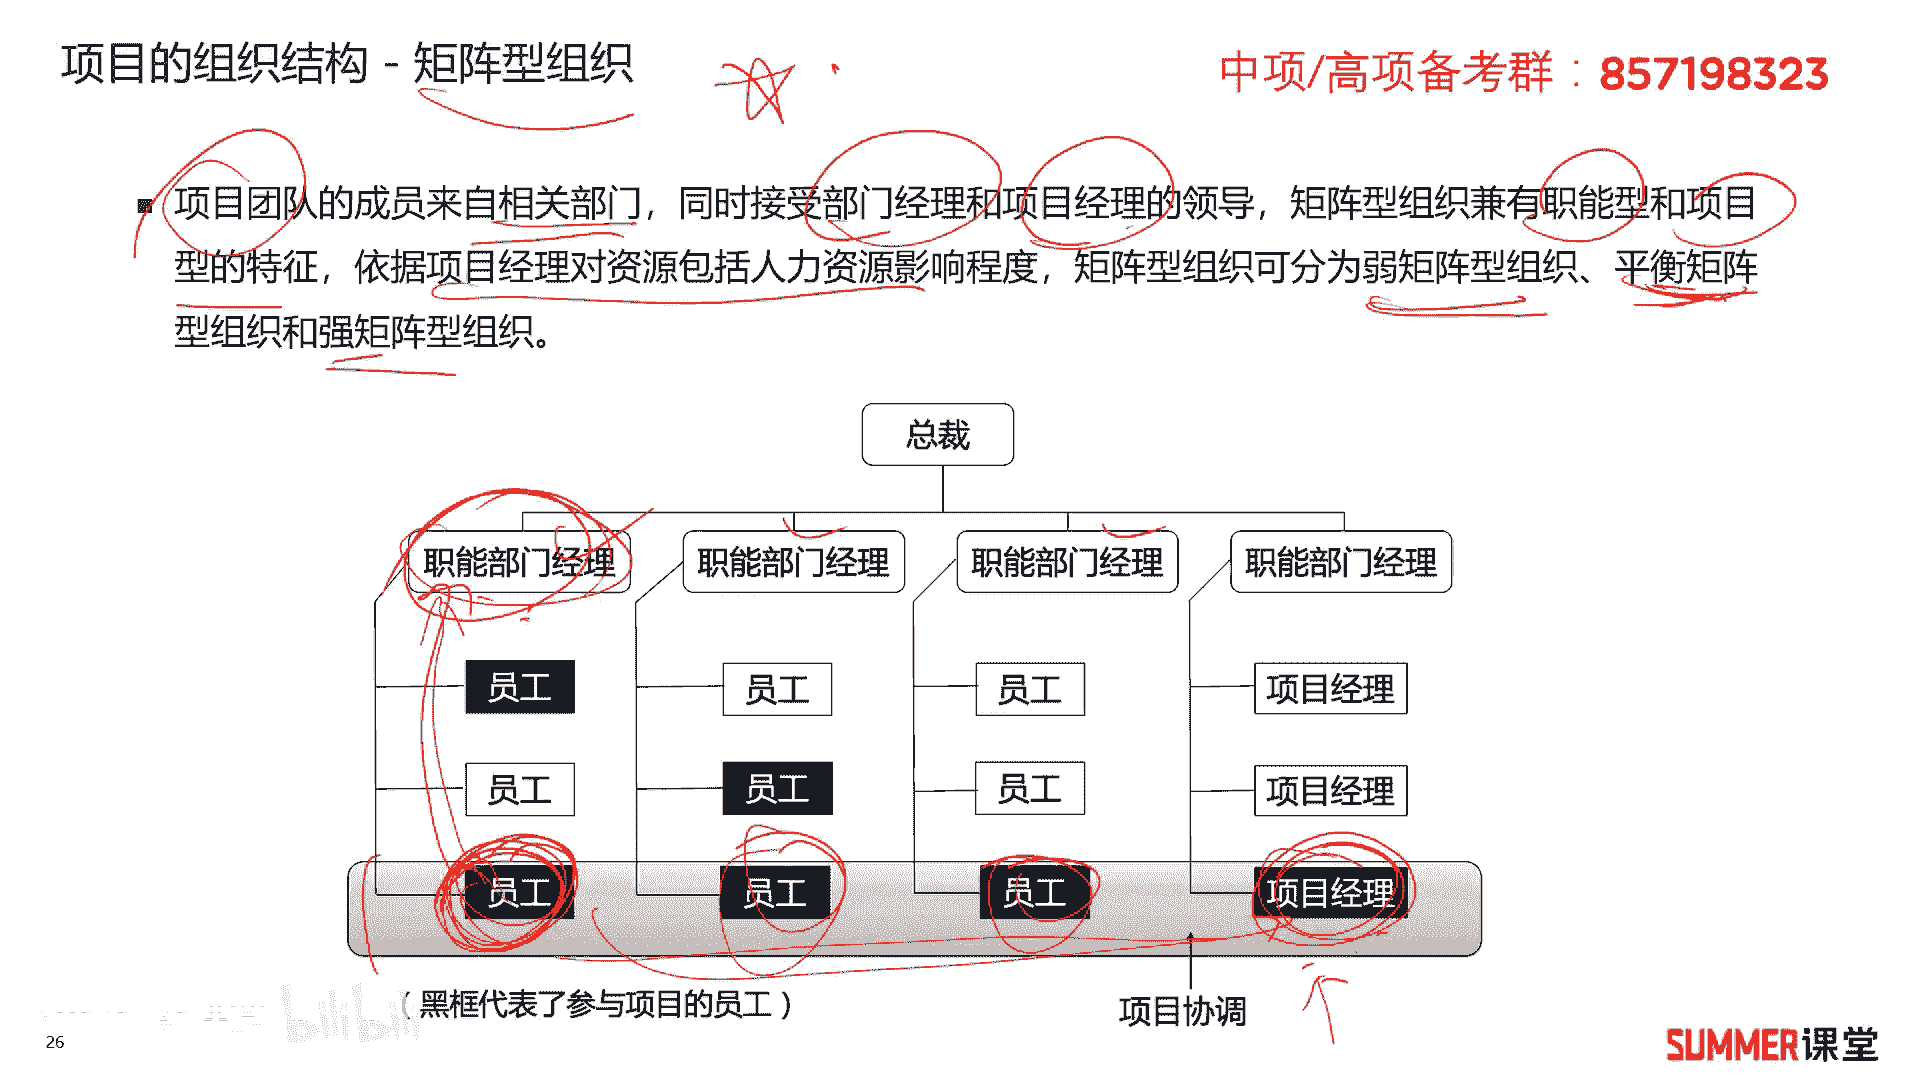 项目的组织结构 - 矩阵型组织
中项/高项备考群：857198323
项目团队的成员来自相关部门，同时接受部门经理和项目经理的领导，矩阵型组织兼有职能型和项目
型的特征，依据项目经理对资源包括人力资源影响程度，矩阵型组织可分为弱矩阵型组织、平衡矩阵
型组织和强矩阵型组织。
总裁
职能部门经理 职能部门经理 职能部门经理 职能部门经理
员工 员工 员工 项目经理
员工 员工 员工 项目经理
员工 员工 员工 项目经理
（黑框代表了参与项目的员工）
项目协调
bilibili
26
SUMMER课堂